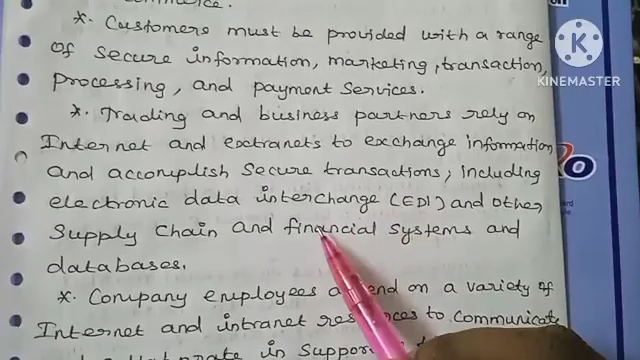 * Customers must be provided with a range
of secure information, marketing, transaction,
processing, and payment services.
* Trading and business partners rely on
Internet and extranets to exchange information
and accomplish secure transactions, including
electronic data interchange (EDI) and other
supply chain and financial systems and
databases.
* Company employees on a variety of
Internet and intranet to communicate
in
K
KINEMASTER